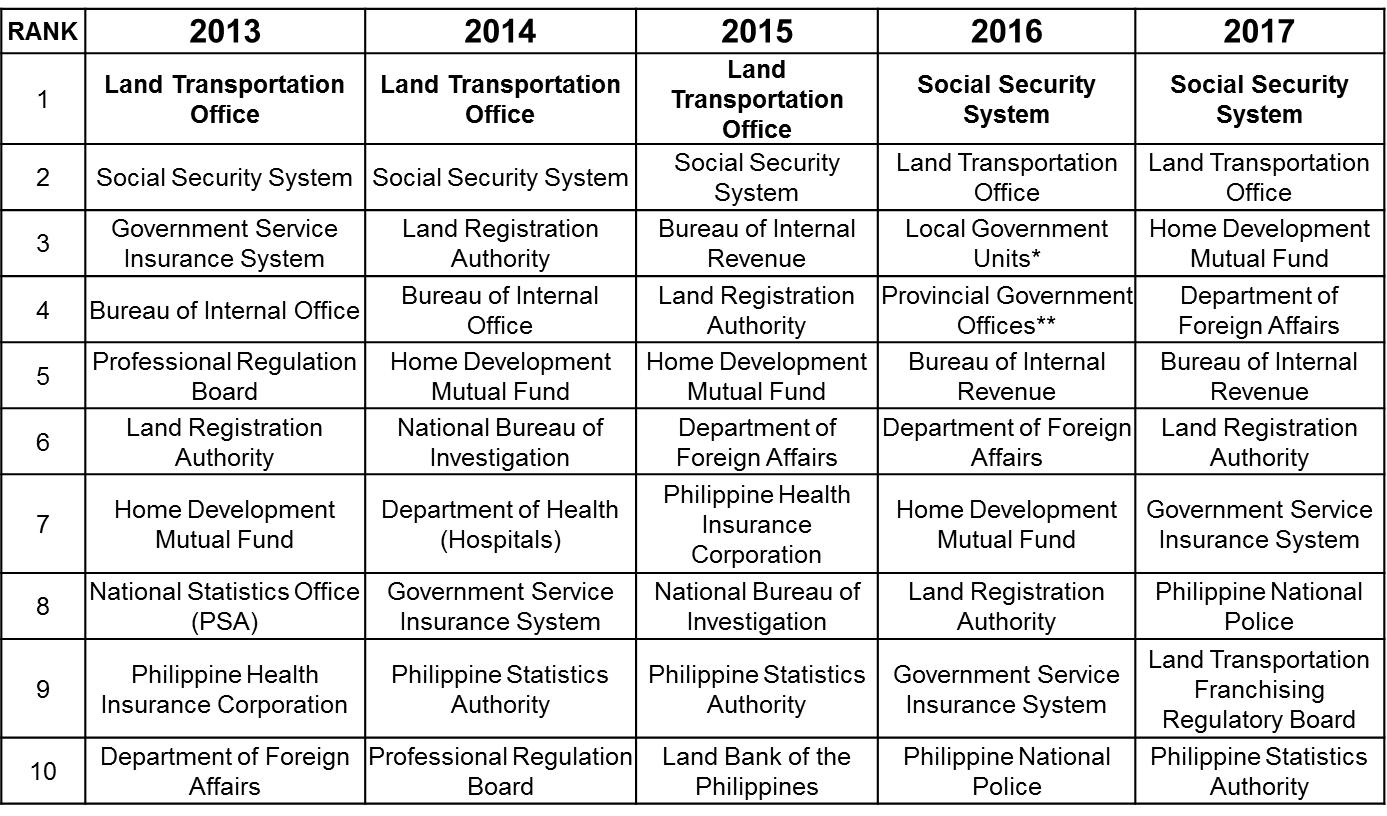 RANK 2013 2014 2015 2016 2017
1
Land Transportation
Office
Land Transportation
Office
Land
Transportation
Office
Social Security
System
Social Security
System
2
Social Security System
Social Security System
Social Security
System
Land Transportation
Office
Land Transportation
Office
3
Government Service
Insurance System
Land Registration
Authority
Bureau of Internal
Revenue
Local Government
Units*
Home Development
Mutual Fund
4
Bureau of Internal Office
Bureau of Internal
Office
Land Registration
Authority
Provincial Government
Offices**
Department of
Foreign Affairs
5
Professional Regulation
Board
Home Development
Mutual Fund
Home Development
Mutual Fund
Bureau of Internal
Revenue
Bureau of Internal
Revenue
6
Land Registration
Authority
National Bureau of
Investigation
Department of
Foreign Affairs
Department of Foreign
Affairs
Land Registration
Authority
7
Home Development
Mutual Fund
Department of Health
(Hospitals)
Philippine Health
Insurance
Corporation
Home Development
Mutual Fund
Government Service
Insurance System
8
National Statistics Office
(PSA)
Government Service
Insurance System
National Bureau of
Investigation
Land Registration
Authority
Philippine National
Police
9
Philippine Health
Insurance Corporation
Philippine Statistics
Authority
Philippine Statistics
Authority
Government Service
Insurance System
Land Transportation
Franchising
Regulatory Board
10
Department of Foreign
Affairs
Professional Regulation
Board
Land Bank of the
Philippines
Philippine National
Police
Philippine Statistics
Authority